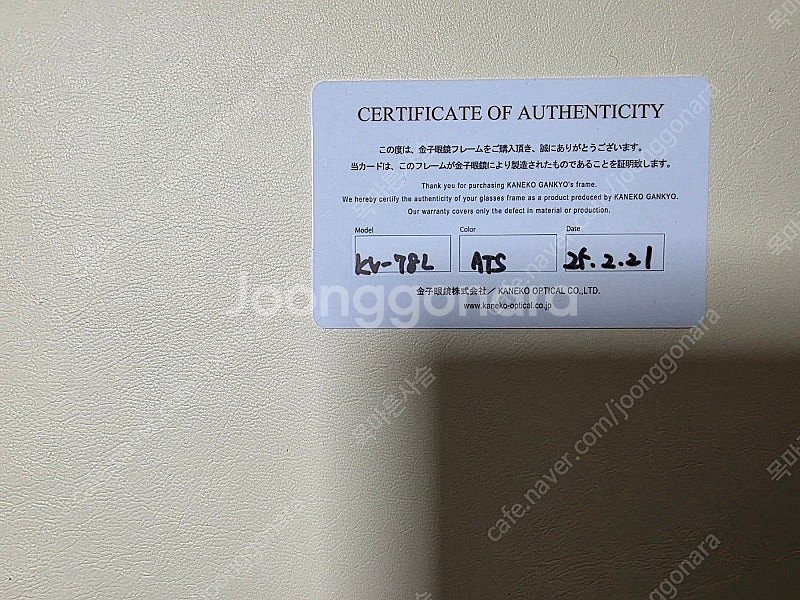 CERTIFICATE OF AUTHENTICITY
この度は、金子眼鏡フレームをご購入頂き、誠にありがとうございます。
当カードは、このフレームが金子眼鏡により製造されたものであることを証明致します。
Thank you for purchasing KANEKO GANKYO's frame.
We hereby certify the authenticity of your glasses frame as a product produced by KANEKO GANKYO.
Our warranty covers only the defect in material or production.
Model Color Date
KV-78L ATS 25.2.21
金子眼鏡株式会社／KANEKO OPTICAL CO.,LTD.
www.kaneko-optical.co.jp
joonggonara
목마른사슴
cafe.naver.com/joonggonara